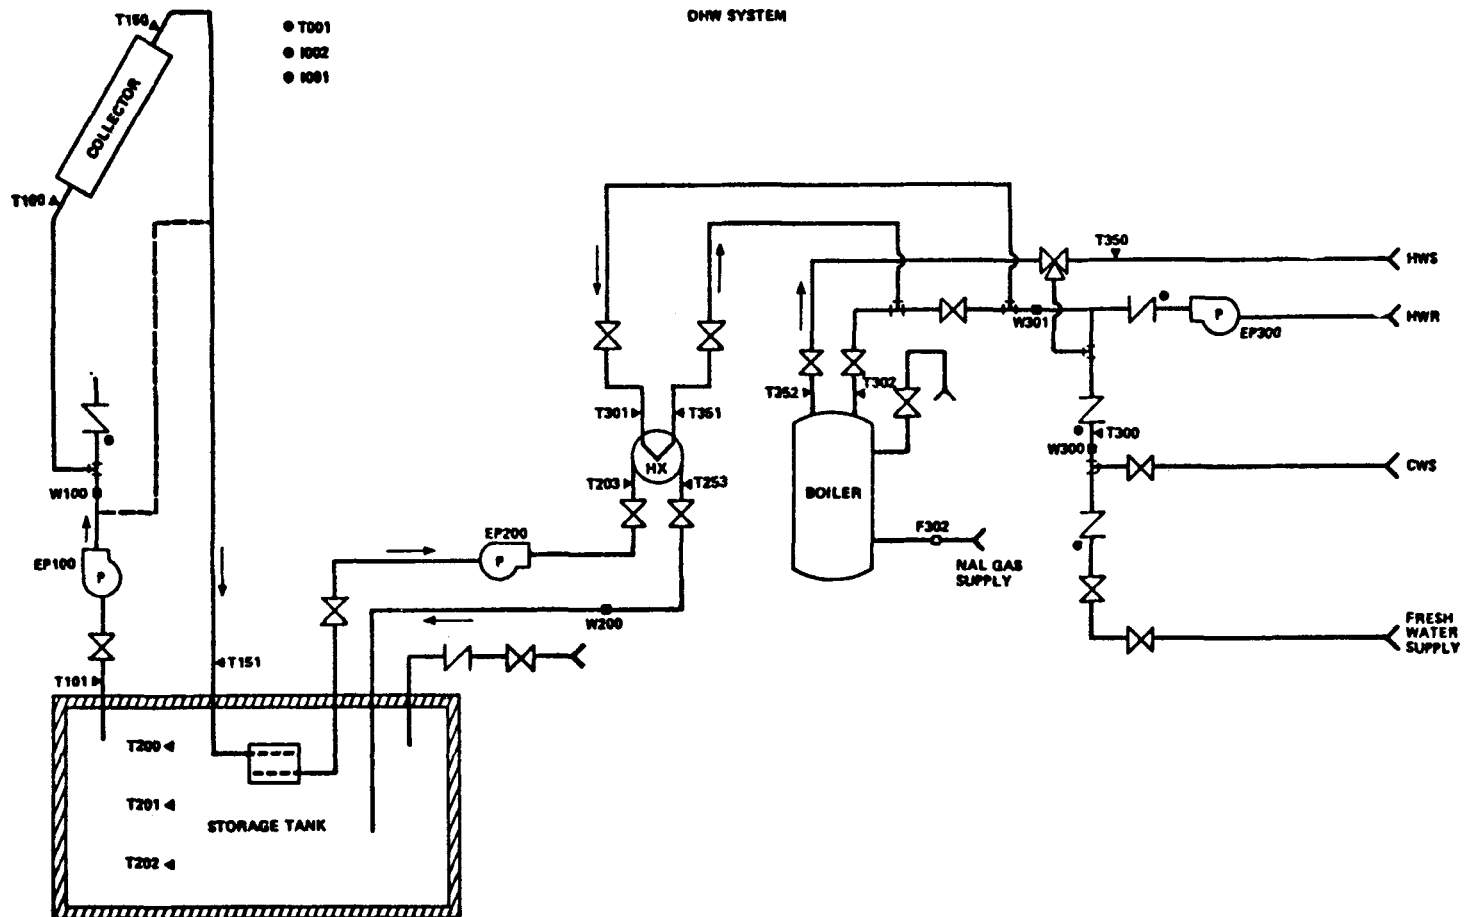 DHW SYSTEM
T150
T001
I002
I001
COLLECTOR
T100
T350
HWS
W301
P
EP300
HWR
T352
T302
T301
T351
T300
W300
HX
CWS
T203
T253
W100
BOILER
EP200
P
F302
EP100
P
NAL GAS
SUPPLY
W200
FRESH
WATER
SUPPLY
T151
T101
T200
T201
STORAGE TANK
T202